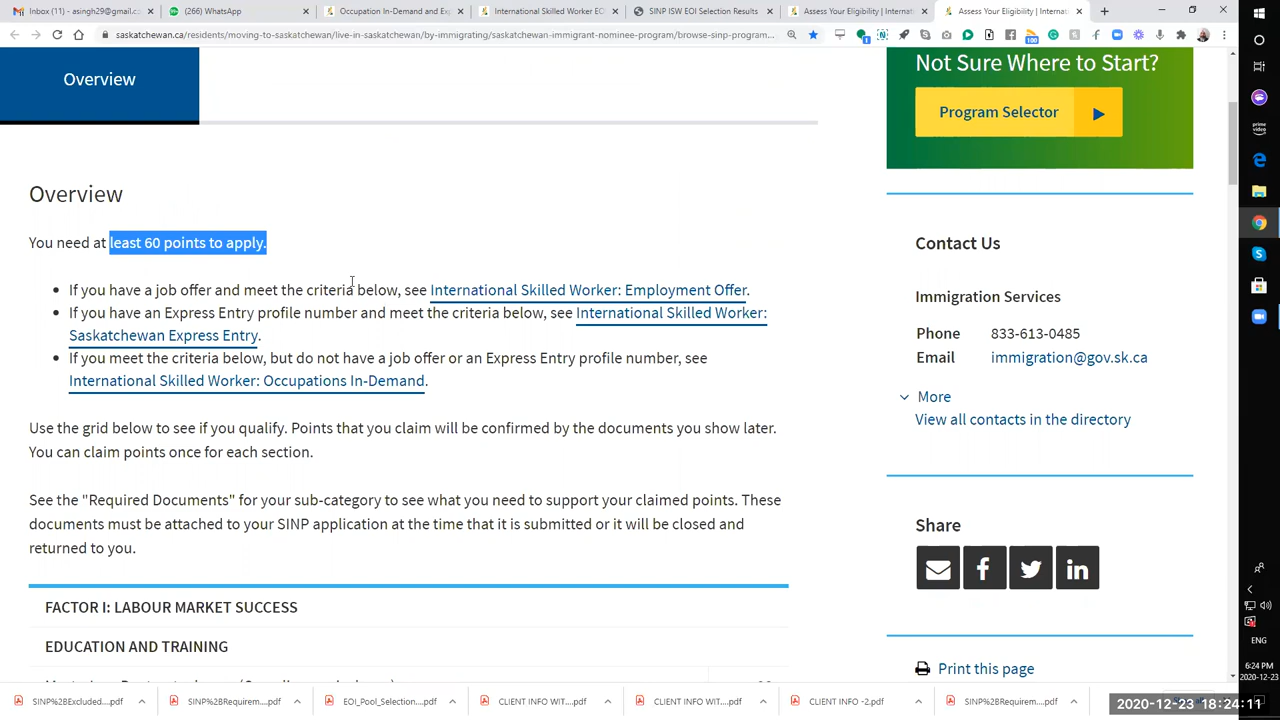 Inbox (11) - asingh29@gmail.c
(266) WhatsApp
Occupation In-Demand and Exp
International Skilled Worker EO
SINP ISW EOI Selection Results
Assess Your Eligibility | Internati
Assess Your Eligibility | Internati
saskatchewan.ca/residents/moving-to-saskatchewan/live-in-saskatchewan/by-immigrating/saskatchewan-immigrant-nominee-program/browse-sinp-program...
Overview
Overview
You need at least 60 points to apply.
If you have a job offer and meet the criteria below, see International Skilled Worker: Employment Offer.
If you have an Express Entry profile number and meet the criteria below, see International Skilled Worker:
Saskatchewan Express Entry.
If you meet the criteria below, but do not have a job offer or an Express Entry profile number, see
International Skilled Worker: Occupations In-Demand.
Use the grid below to see if you qualify. Points that you claim will be confirmed by the documents you show later.
You can claim points once for each section.
See the "Required Documents" for your sub-category to see what you need to support your claimed points. These
documents must be attached to your SINP application at the time that it is submitted or it will be closed and
returned to you.
FACTOR I: LABOUR MARKET SUCCESS
EDUCATION AND TRAINING
Not Sure Where to Start?
Program Selector
Contact Us
Immigration Services
Phone 833-613-0485
Email immigration@gov.sk.ca
More
View all contacts in the directory
Share
Print this page
prime video
ENG
6:24 PM
2020-12-23
SINP%2BExcluded....pdf
SINP%2BRequirem....pdf
EOI_Pool_Selection....pdf
CLIENT INFO WIT....pdf
CLIENT INFO WIT....pdf
CLIENT INFO -2.pdf
SINP%2BRequirem....pdf
2020-12-23 18:24:11